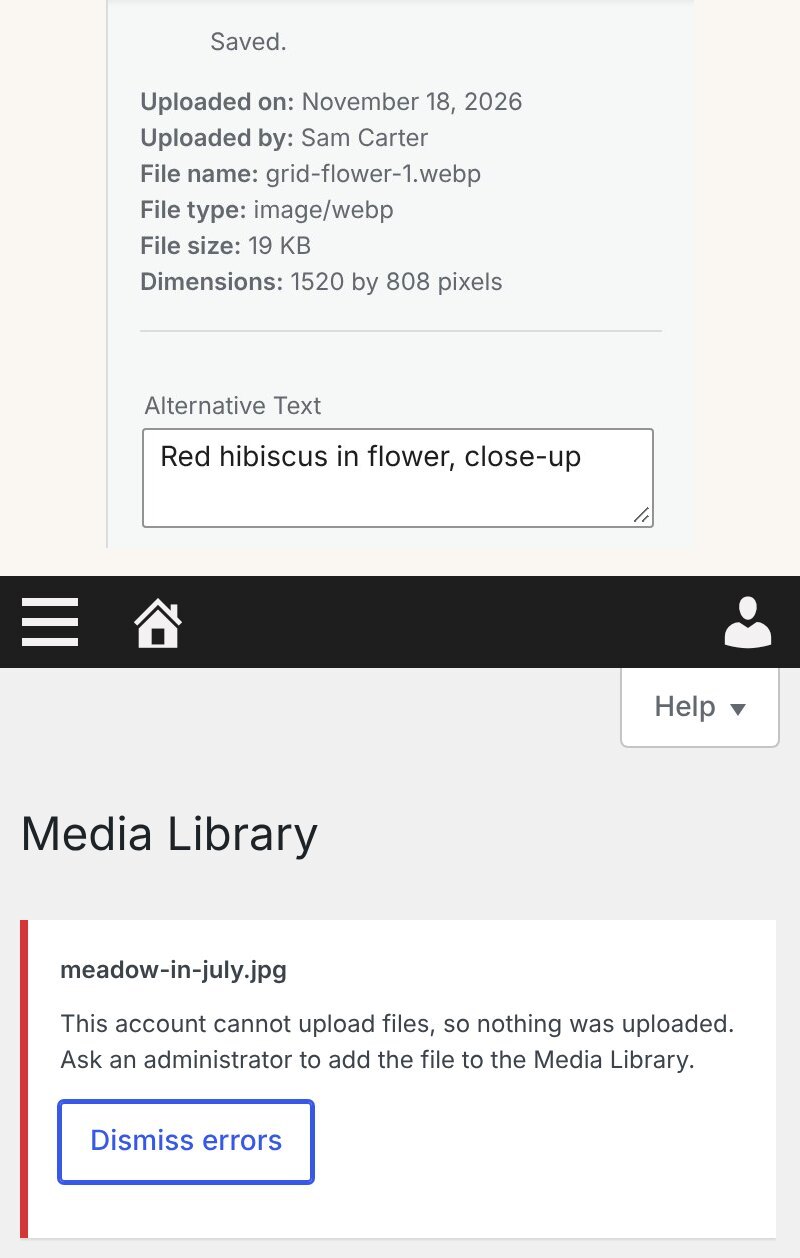 Saved.
Uploaded on: November 18, 2026
Uploaded by: Sam Carter
File name: grid-flower-1.webp
File type: image/webp
File size: 19 KB
Dimensions: 1520 by 808 pixels
Alternative Text
Red hibiscus in flower, close-up
Help
Media Library
meadow-in-july.jpg
This account cannot upload files, so nothing was uploaded.
Ask an administrator to add the file to the Media Library.
Dismiss errors